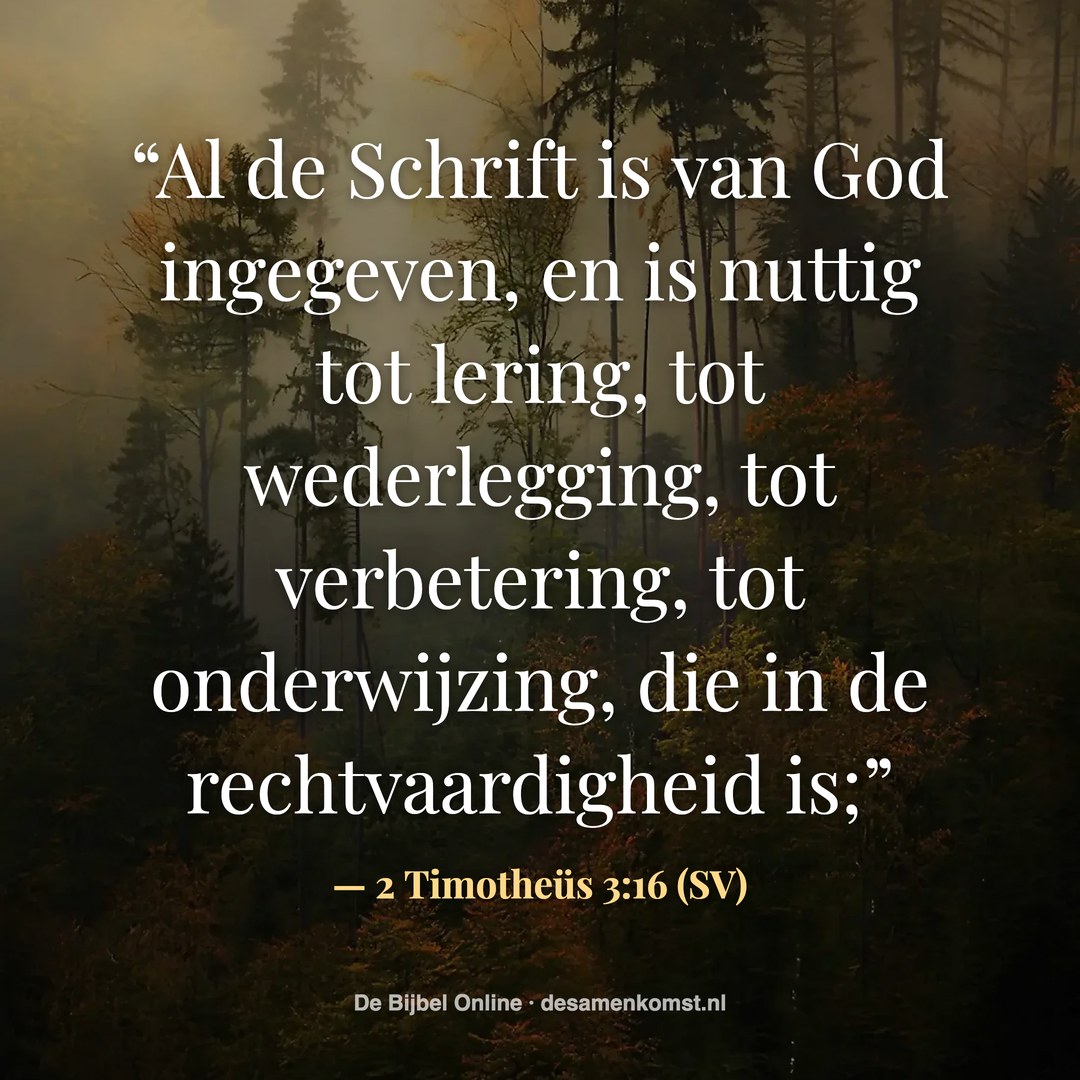 “Al de Schrift is van God
ingegeven, en is nuttig
tot lering, tot
wederlegging, tot
verbetering, tot
onderwijzing, die in de
rechtvaardigheid is;”
— 2 Timotheüs 3:16 (SV)
De Bijbel Online · desamenkomst.nl